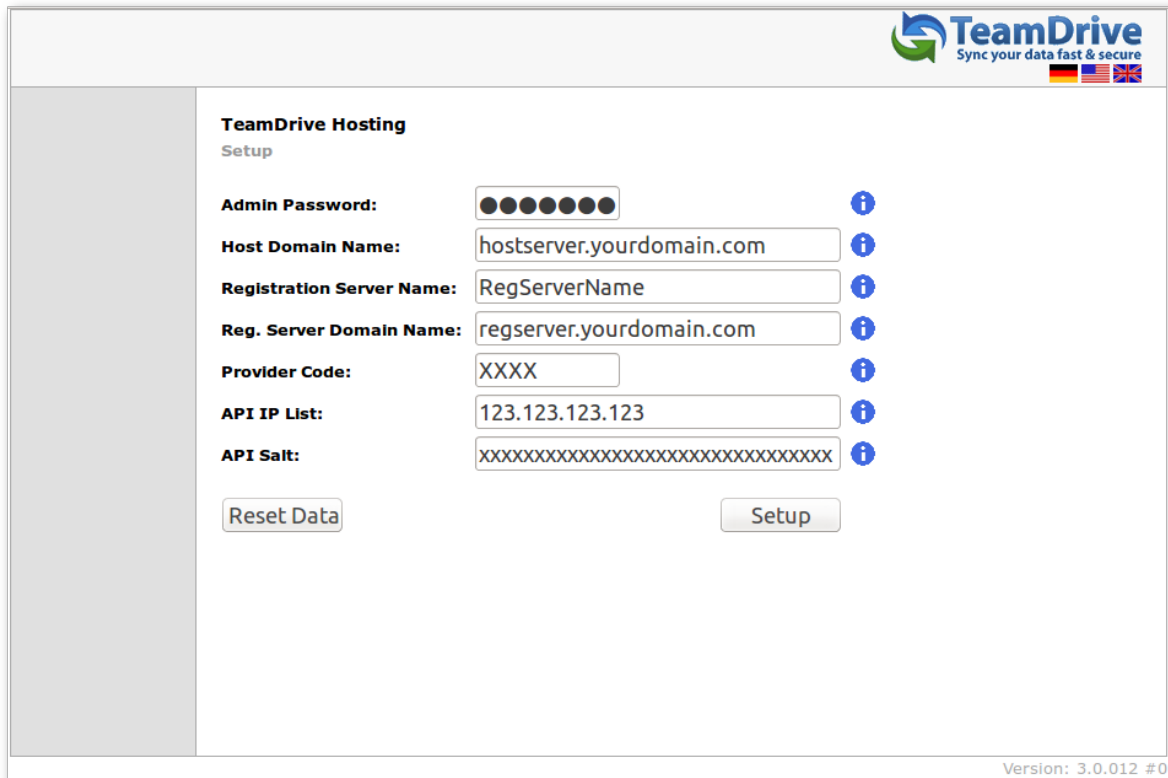 TeamDrive
Sync your data fast & secure
TeamDrive Hosting
Setup
Admin Password: ●●●●●●●
Host Domain Name: hostserver.yourdomain.com
Registration Server Name: RegServerName
Reg. Server Domain Name: regserver.yourdomain.com
Provider Code: XXXX
API IP List: 123.123.123.123
API Salt: xxxxxxxxxxxxxxxxxxxxxxxxxxxxxxxx
Reset Data Setup
Version: 3.0.012 #0